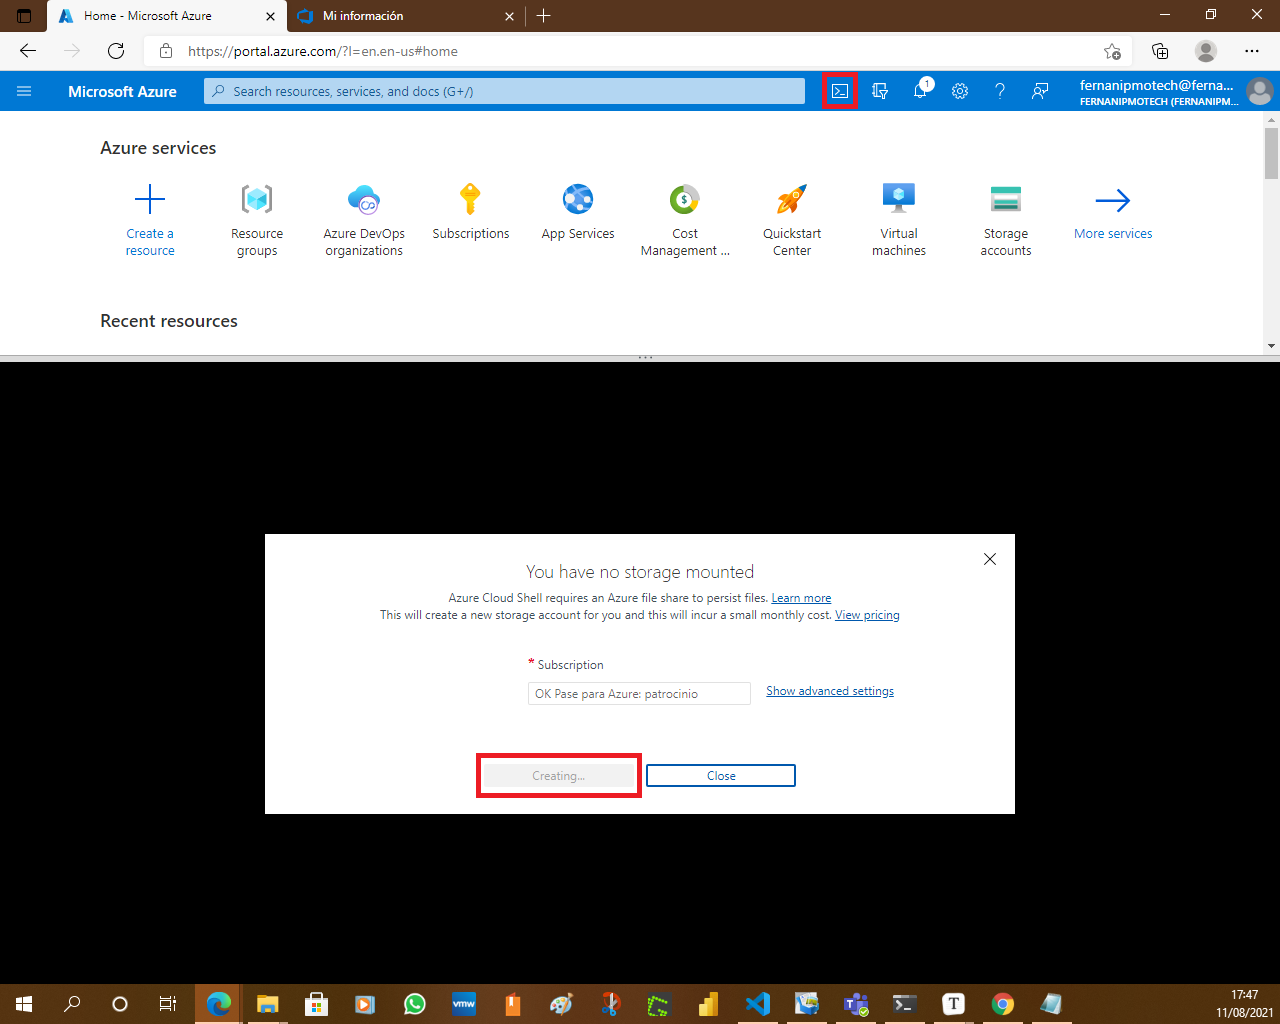 Home - Microsoft Azure
Mi información
https://portal.azure.com/?l=en.en-us#home
Microsoft Azure
Search resources, services, and docs (G+/)
1
fernanipmotech@ferna...
FERNANIPMOTECH (FERNANIPM...
Azure services
Create a
resource
Resource
groups
Azure DevOps
organizations
Subscriptions
App Services
$
Cost
Management ...
Quickstart
Center
Virtual
machines
Storage
accounts
More services
Recent resources
You have no storage mounted
Azure Cloud Shell requires an Azure file share to persist files. Learn more
This will create a new storage account for you and this will incur a small monthly cost. View pricing
* Subscription
OK Pase para Azure: patrocinio
Show advanced settings
Creating...
Close
vmw
T
17:47
11/08/2021